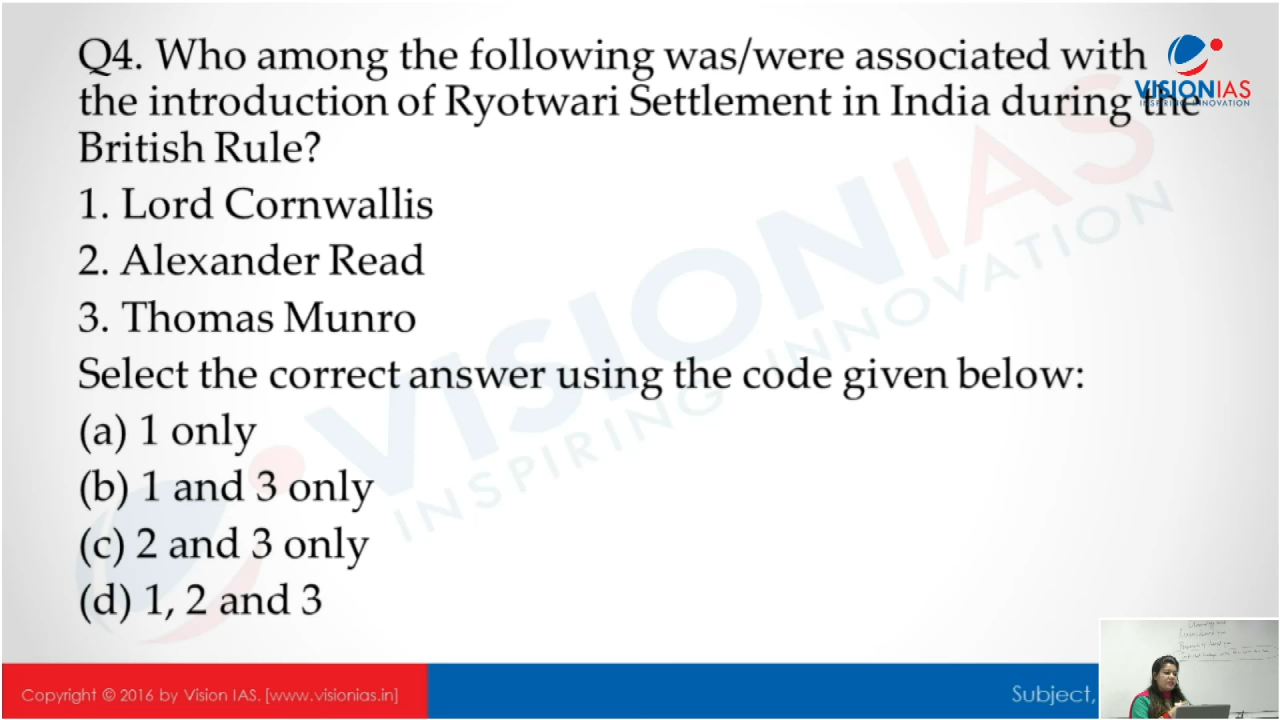 Q4. Who among the following was/were associated with
the introduction of Ryotwari Settlement in India during the
British Rule?
1. Lord Cornwallis
2. Alexander Read
3. Thomas Munro
Select the correct answer using the code given below:
(a) 1 only
(b) 1 and 3 only
(c) 2 and 3 only
(d) 1, 2 and 3
VISIONIAS
INSPIRING INNOVATION
VISIONIAS
INSPIRING INNOVATION
Copyright © 2016 by Vision IAS. [www.visionias.in]
Subject,